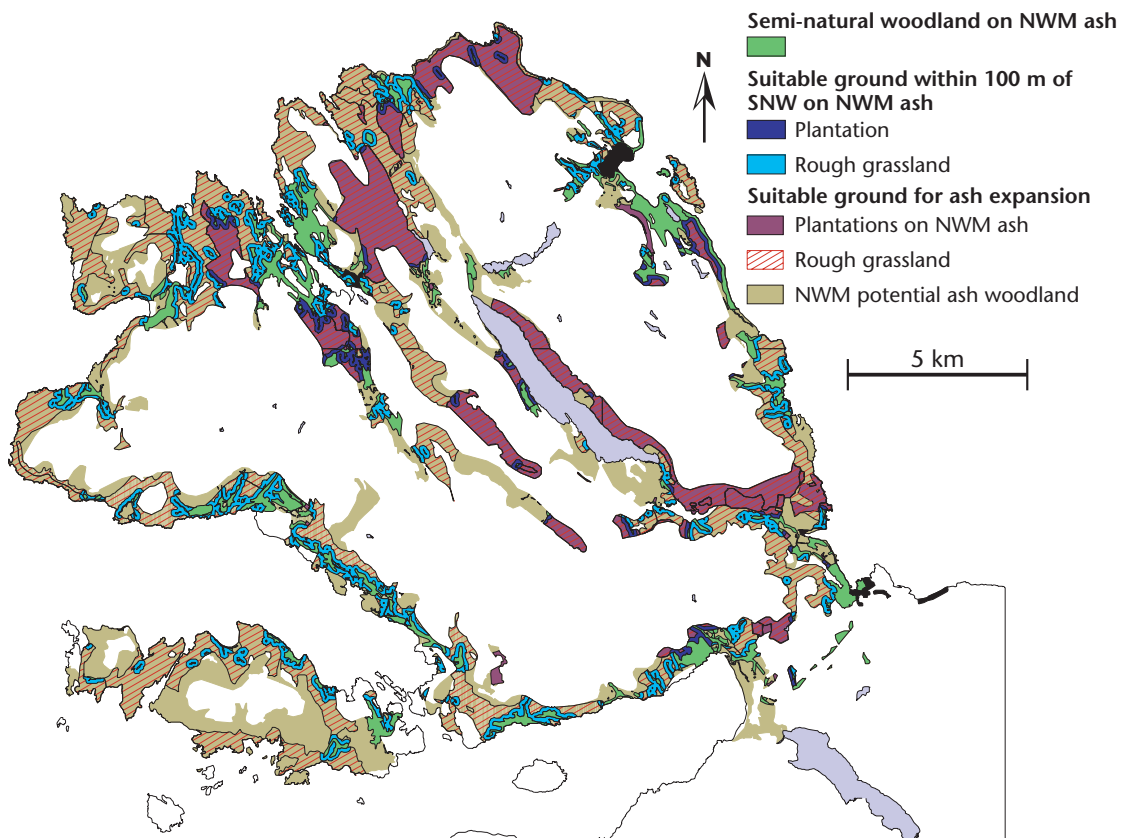 Semi-natural woodland on NWM ash
N
Suitable ground within 100 m of
SNW on NWM ash
Plantation
Rough grassland
Suitable ground for ash expansion
Plantations on NWM ash
Rough grassland
NWM potential ash woodland
5 km